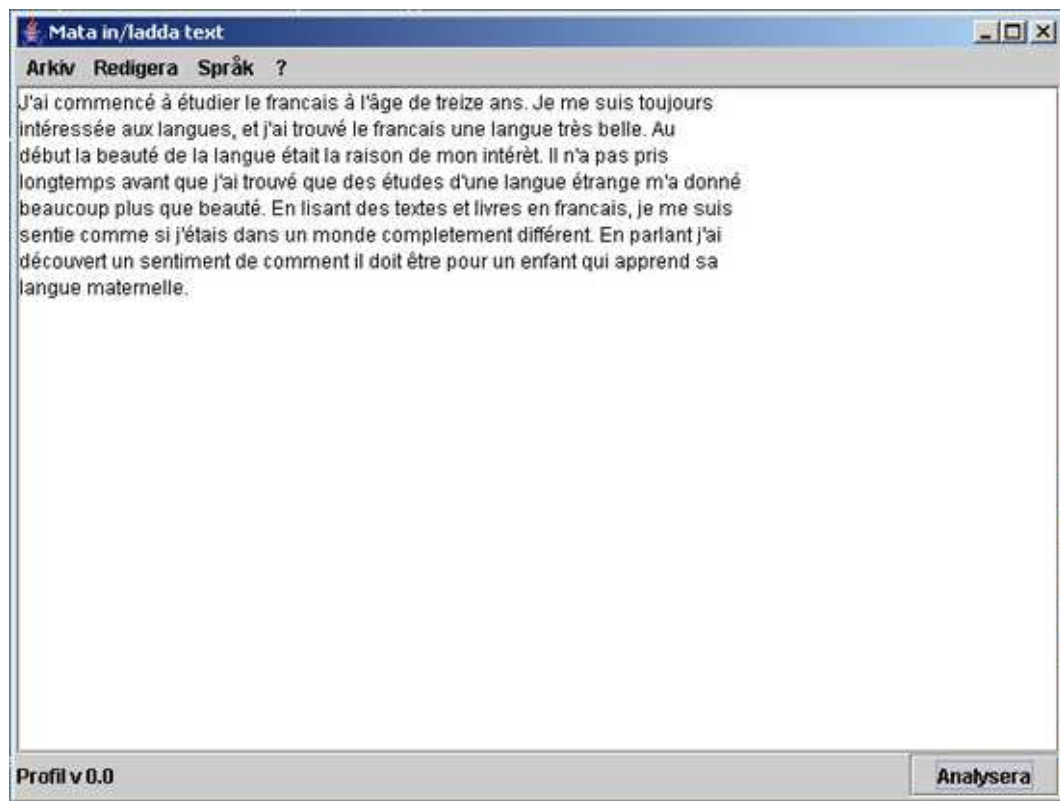 Mata in/ladda text
Arkiv Redigera Språk ?
J'ai commencé à étudier le francais à l'âge de treize ans. Je me suis toujours
intéressée aux langues, et j'ai trouvé le francais une langue très belle. Au
début la beauté de la langue était la raison de mon intérèt. Il n'a pas pris
longtemps avant que j'ai trouvé que des études d'une langue étrange m'a donné
beaucoup plus que beauté. En lisant des textes et livres en francais, je me suis
sentie comme si j'étais dans un monde completement différent. En parlant j'ai
découvert un sentiment de comment il doit être pour un enfant qui apprend sa
langue maternelle.
Profil v 0.0 Analysera